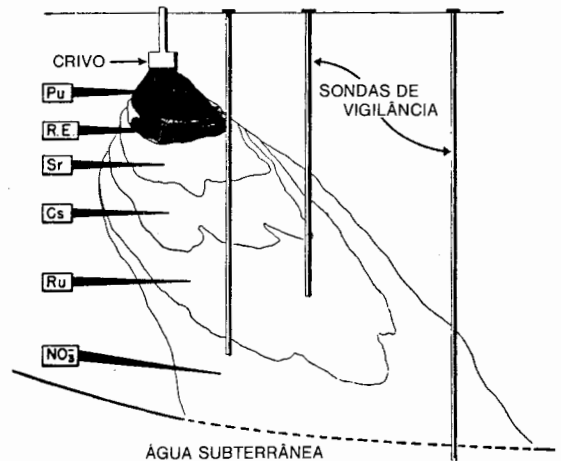 CRIVO
Pu
R.E.
Sr
Cs
Ru
NO₃⁻
SONDAS DE
VIGILÂNCIA
ÁGUA SUBTERRÂNEA